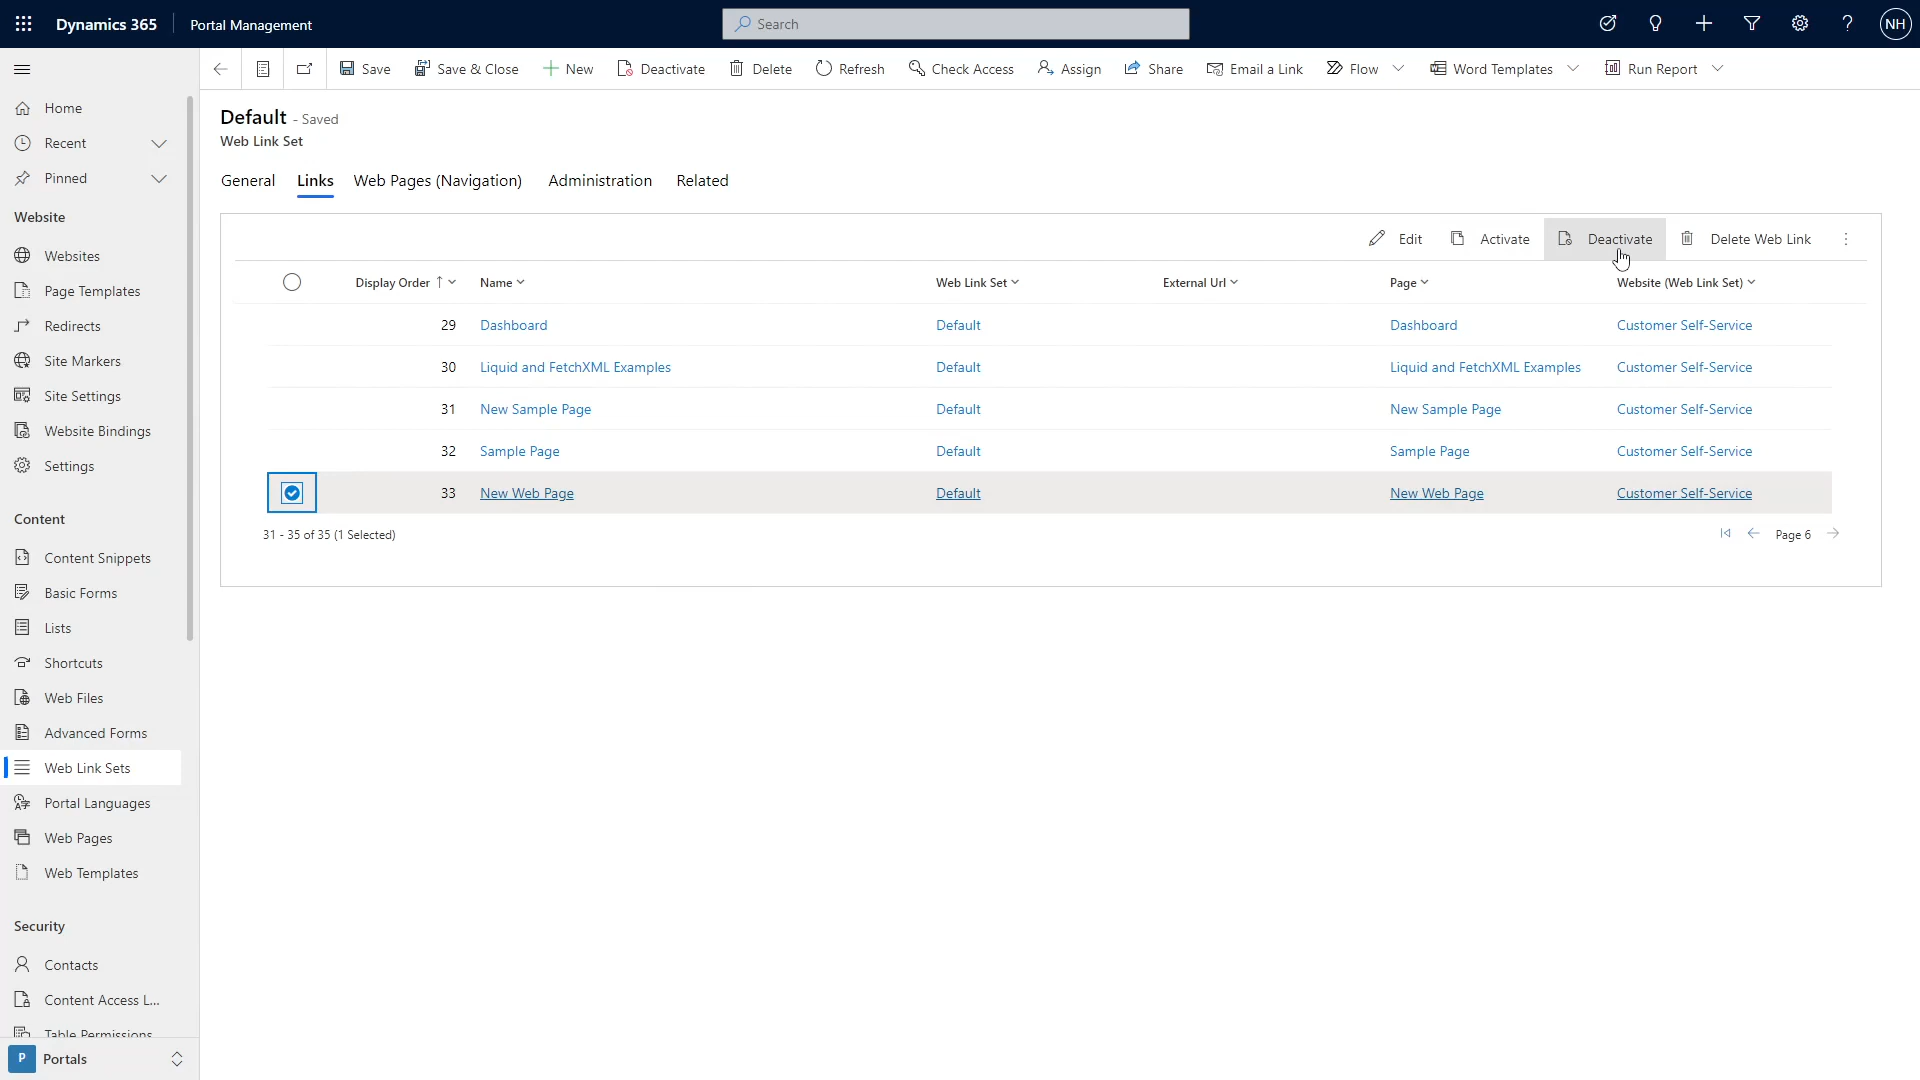 Dynamics 365 Portal Management Search NH
Save Save & Close New Deactivate Delete Refresh Check Access Assign Share Email a Link Flow Word Templates Run Report
Home
Recent
Pinned
Website
Websites
Page Templates
Redirects
Site Markers
Site Settings
Website Bindings
Settings
Content
Content Snippets
Basic Forms
Lists
Shortcuts
Web Files
Advanced Forms
Web Link Sets
Portal Languages
Web Pages
Web Templates
Security
Contacts
Content Access L...
Table Permissions
P Portals
Default - Saved
Web Link Set
General Links Web Pages (Navigation) Administration Related
Edit Activate Deactivate Delete Web Link
Display Order Name Web Link Set External Url Page Website (Web Link Set)
29 Dashboard Default Dashboard Customer Self-Service
30 Liquid and FetchXML Examples Default Liquid and FetchXML Examples Customer Self-Service
31 New Sample Page Default New Sample Page Customer Self-Service
32 Sample Page Default Sample Page Customer Self-Service
33 New Web Page Default New Web Page Customer Self-Service
31 - 35 of 35 (1 Selected) Page 6